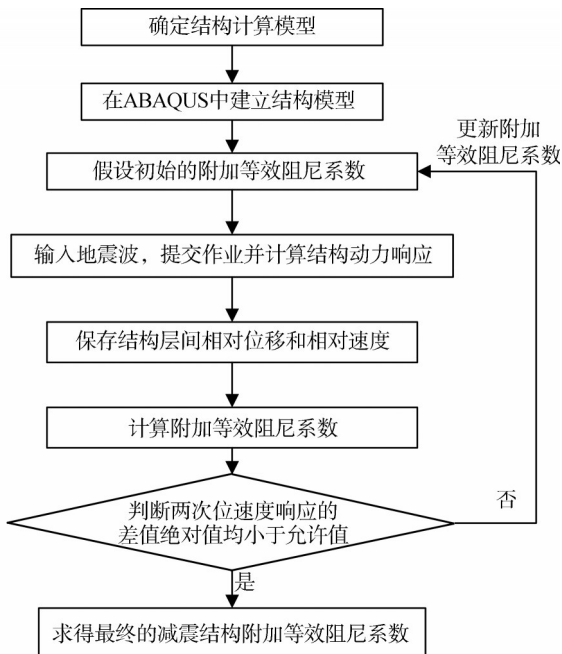 确定结构计算模型
在ABAQUS中建立结构模型
更新附加
等效阻尼系数
假设初始的附加等效阻尼系数
输入地震波，提交作业并计算结构动力响应
保存结构层间相对位移和相对速度
计算附加等效阻尼系数
判断两次位速度响应的
差值绝对值均小于允许值
否
是
求得最终的减震结构附加等效阻尼系数